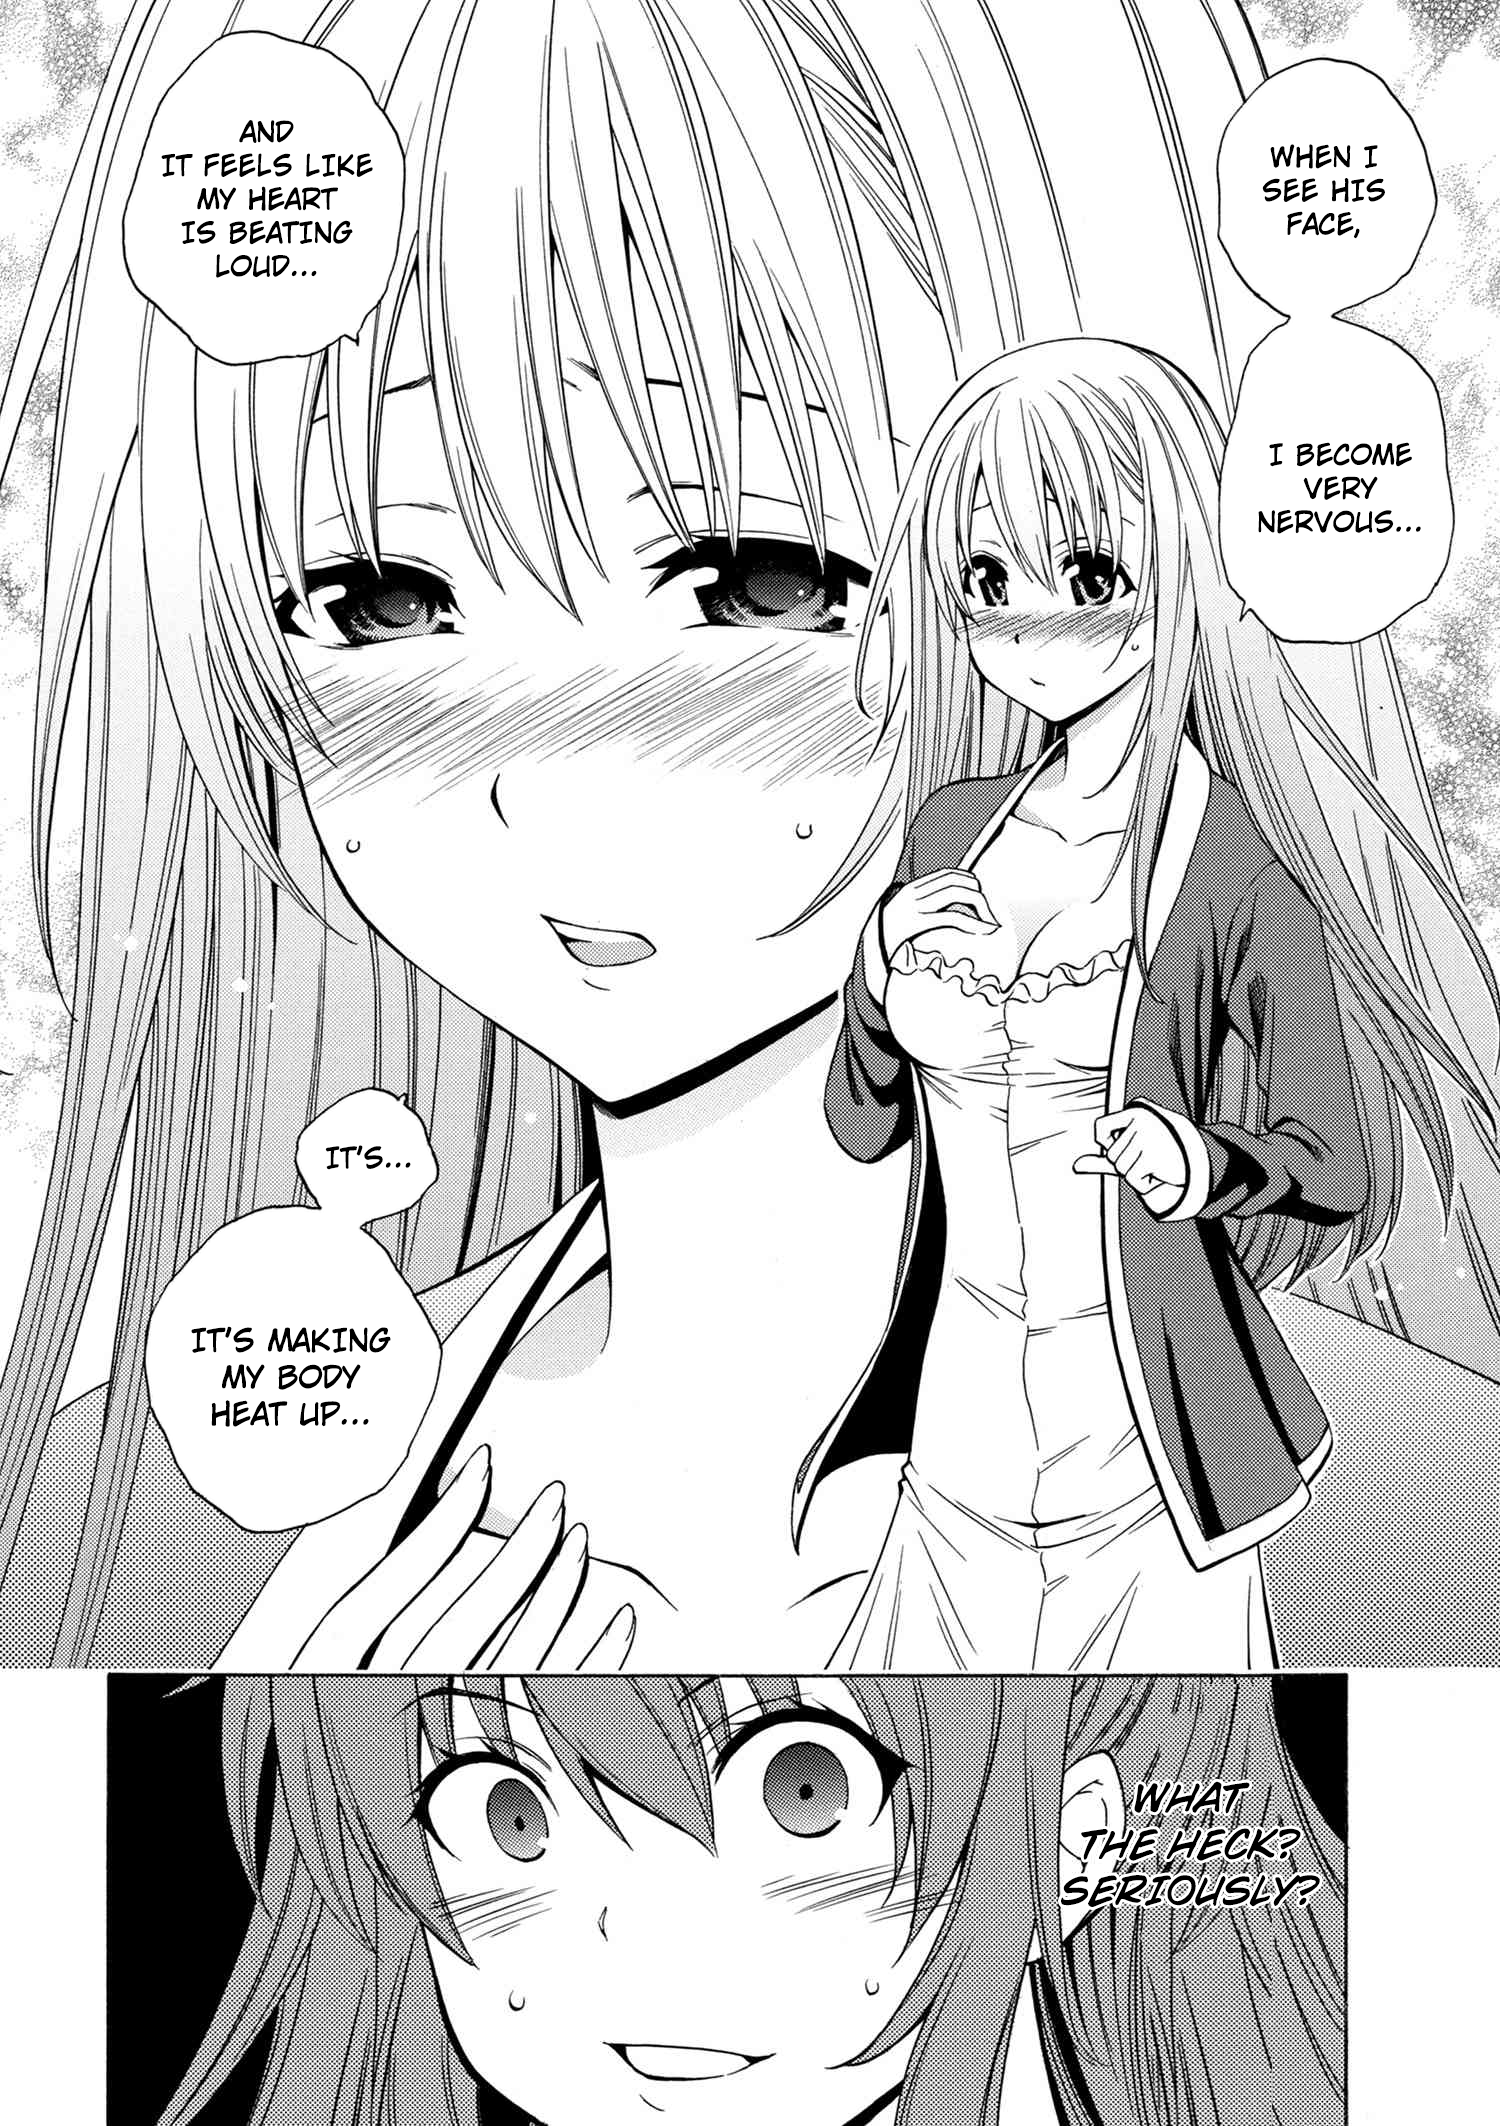 WHEN I
SEE HIS
FACE,
I BECOME
VERY
NERVOUS...
AND
IT FEELS LIKE
MY HEART
IS BEATING
LOUD...
IT'S...
IT'S MAKING
MY BODY
HEAT UP...
WHAT
THE HECK?
SERIOUSLY?